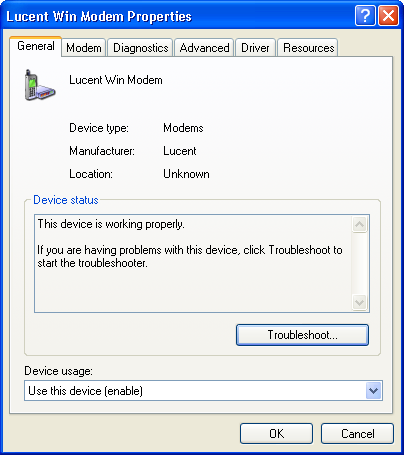 Lucent Win Modem Properties
General Modem Diagnostics Advanced Driver Resources
Lucent Win Modem
Device type: Modems
Manufacturer: Lucent
Location: Unknown
Device status
This device is working properly.
If you are having problems with this device, click Troubleshoot to
start the troubleshooter.
Troubleshoot...
Device usage:
Use this device (enable)
OK Cancel